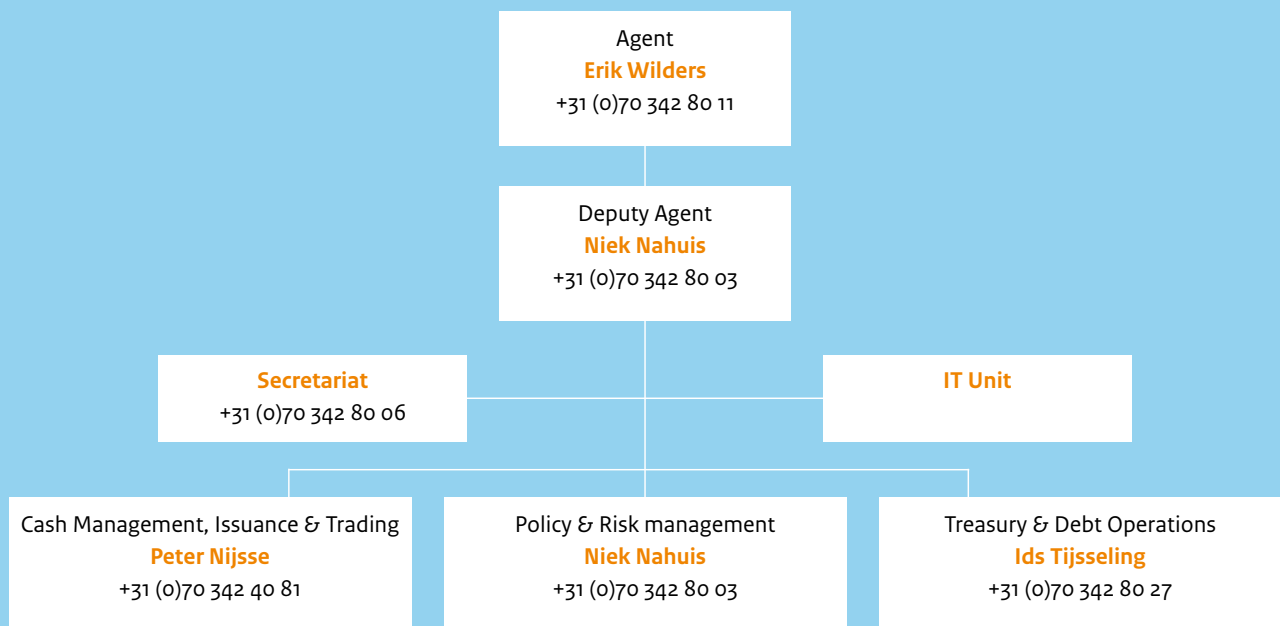 Agent
Erik Wilders
+31 (0)70 342 80 11
Deputy Agent
Niek Nahuis
+31 (0)70 342 80 03
Secretariat
+31 (0)70 342 80 06
IT Unit
Cash Management, Issuance & Trading
Peter Nijsse
+31 (0)70 342 40 81
Policy & Risk management
Niek Nahuis
+31 (0)70 342 80 03
Treasury & Debt Operations
Ids Tijsseling
+31 (0)70 342 80 27